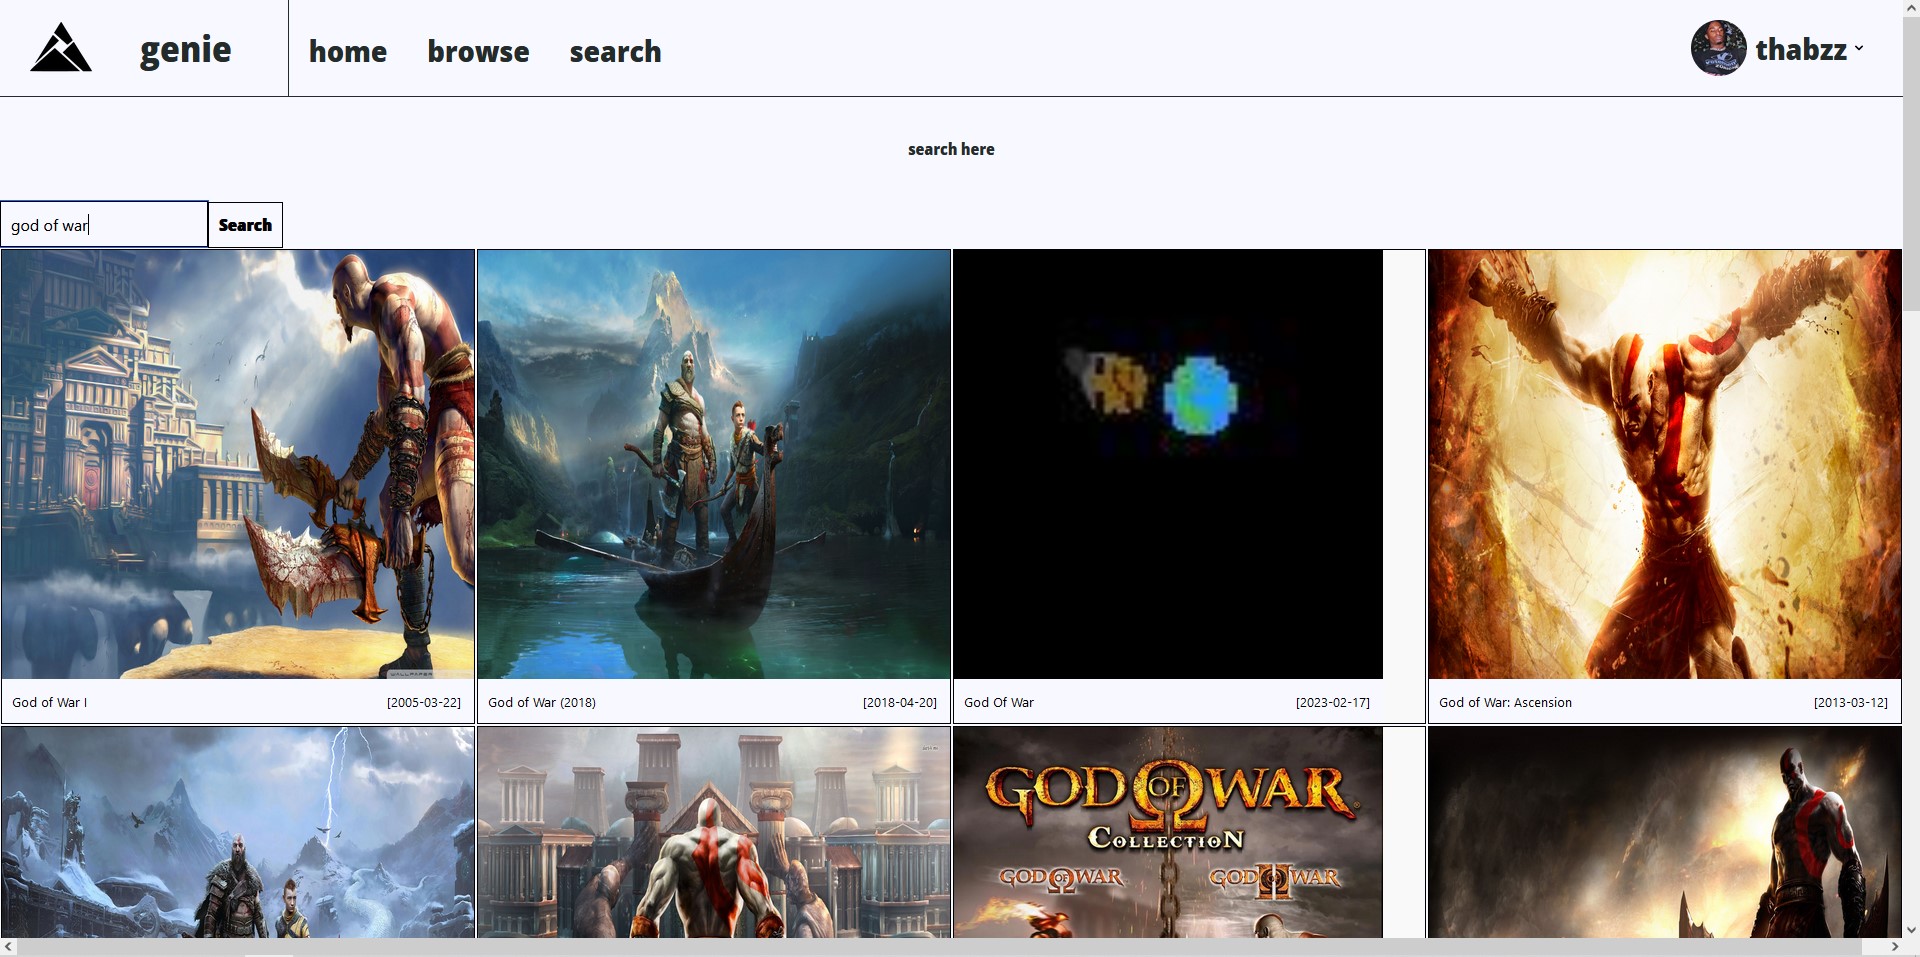 genie
home
browse
search
thabzz
search here
god of war
Search
God of War I
[2005-03-22]
God of War (2018)
[2018-04-20]
God Of War
[2023-02-17]
God of War: Ascension
[2013-03-12]
GOD OF WAR
COLLECTION
GOD OF WAR
GOD II WAR